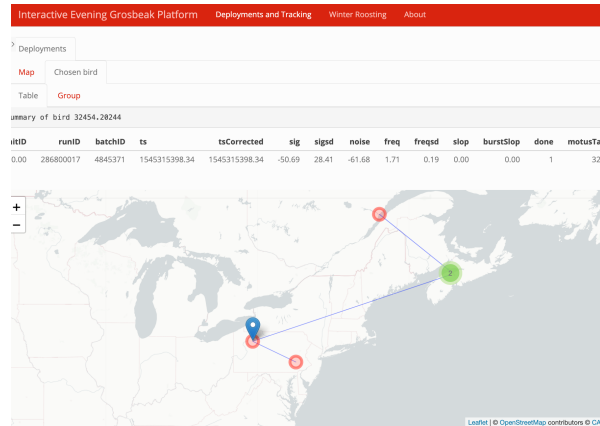 Interactive Evening Grosbeak Platform Deployments and Tracking Winter Roosting About
Deployments
Map Chosen bird
Table Group
ummary of bird 32454.20244
hitID runID batchID ts tsCorrected sig sigsd noise freq freqsd slop burstSlop done motusTa
0.00 286800017 4845371 1545315398.34 1545315398.34 -50.69 28.41 -61.68 1.71 0.19 0.00 0.00 1 32
+
−
2
Leaflet | © OpenStreetMap contributors © CA